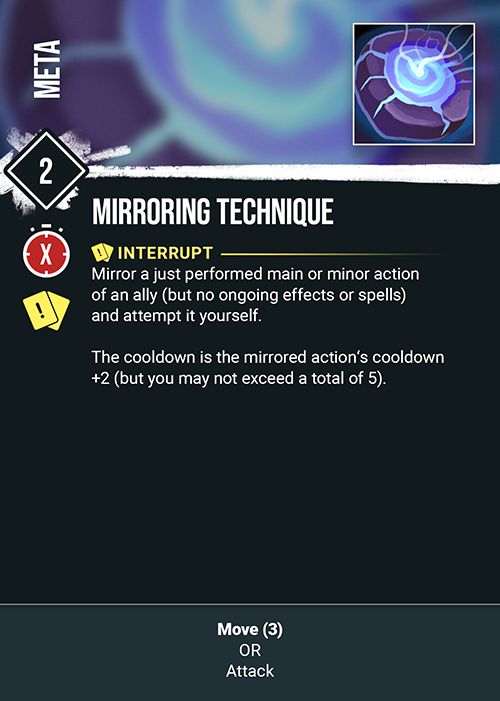 META
2
MIRRORING TECHNIQUE
X
! INTERRUPT
!
Mirror a just performed main or minor action
of an ally (but no ongoing effects or spells)
and attempt it yourself.
The cooldown is the mirrored action‘s cooldown
+2 (but you may not exceed a total of 5).
Move (3)
OR
Attack